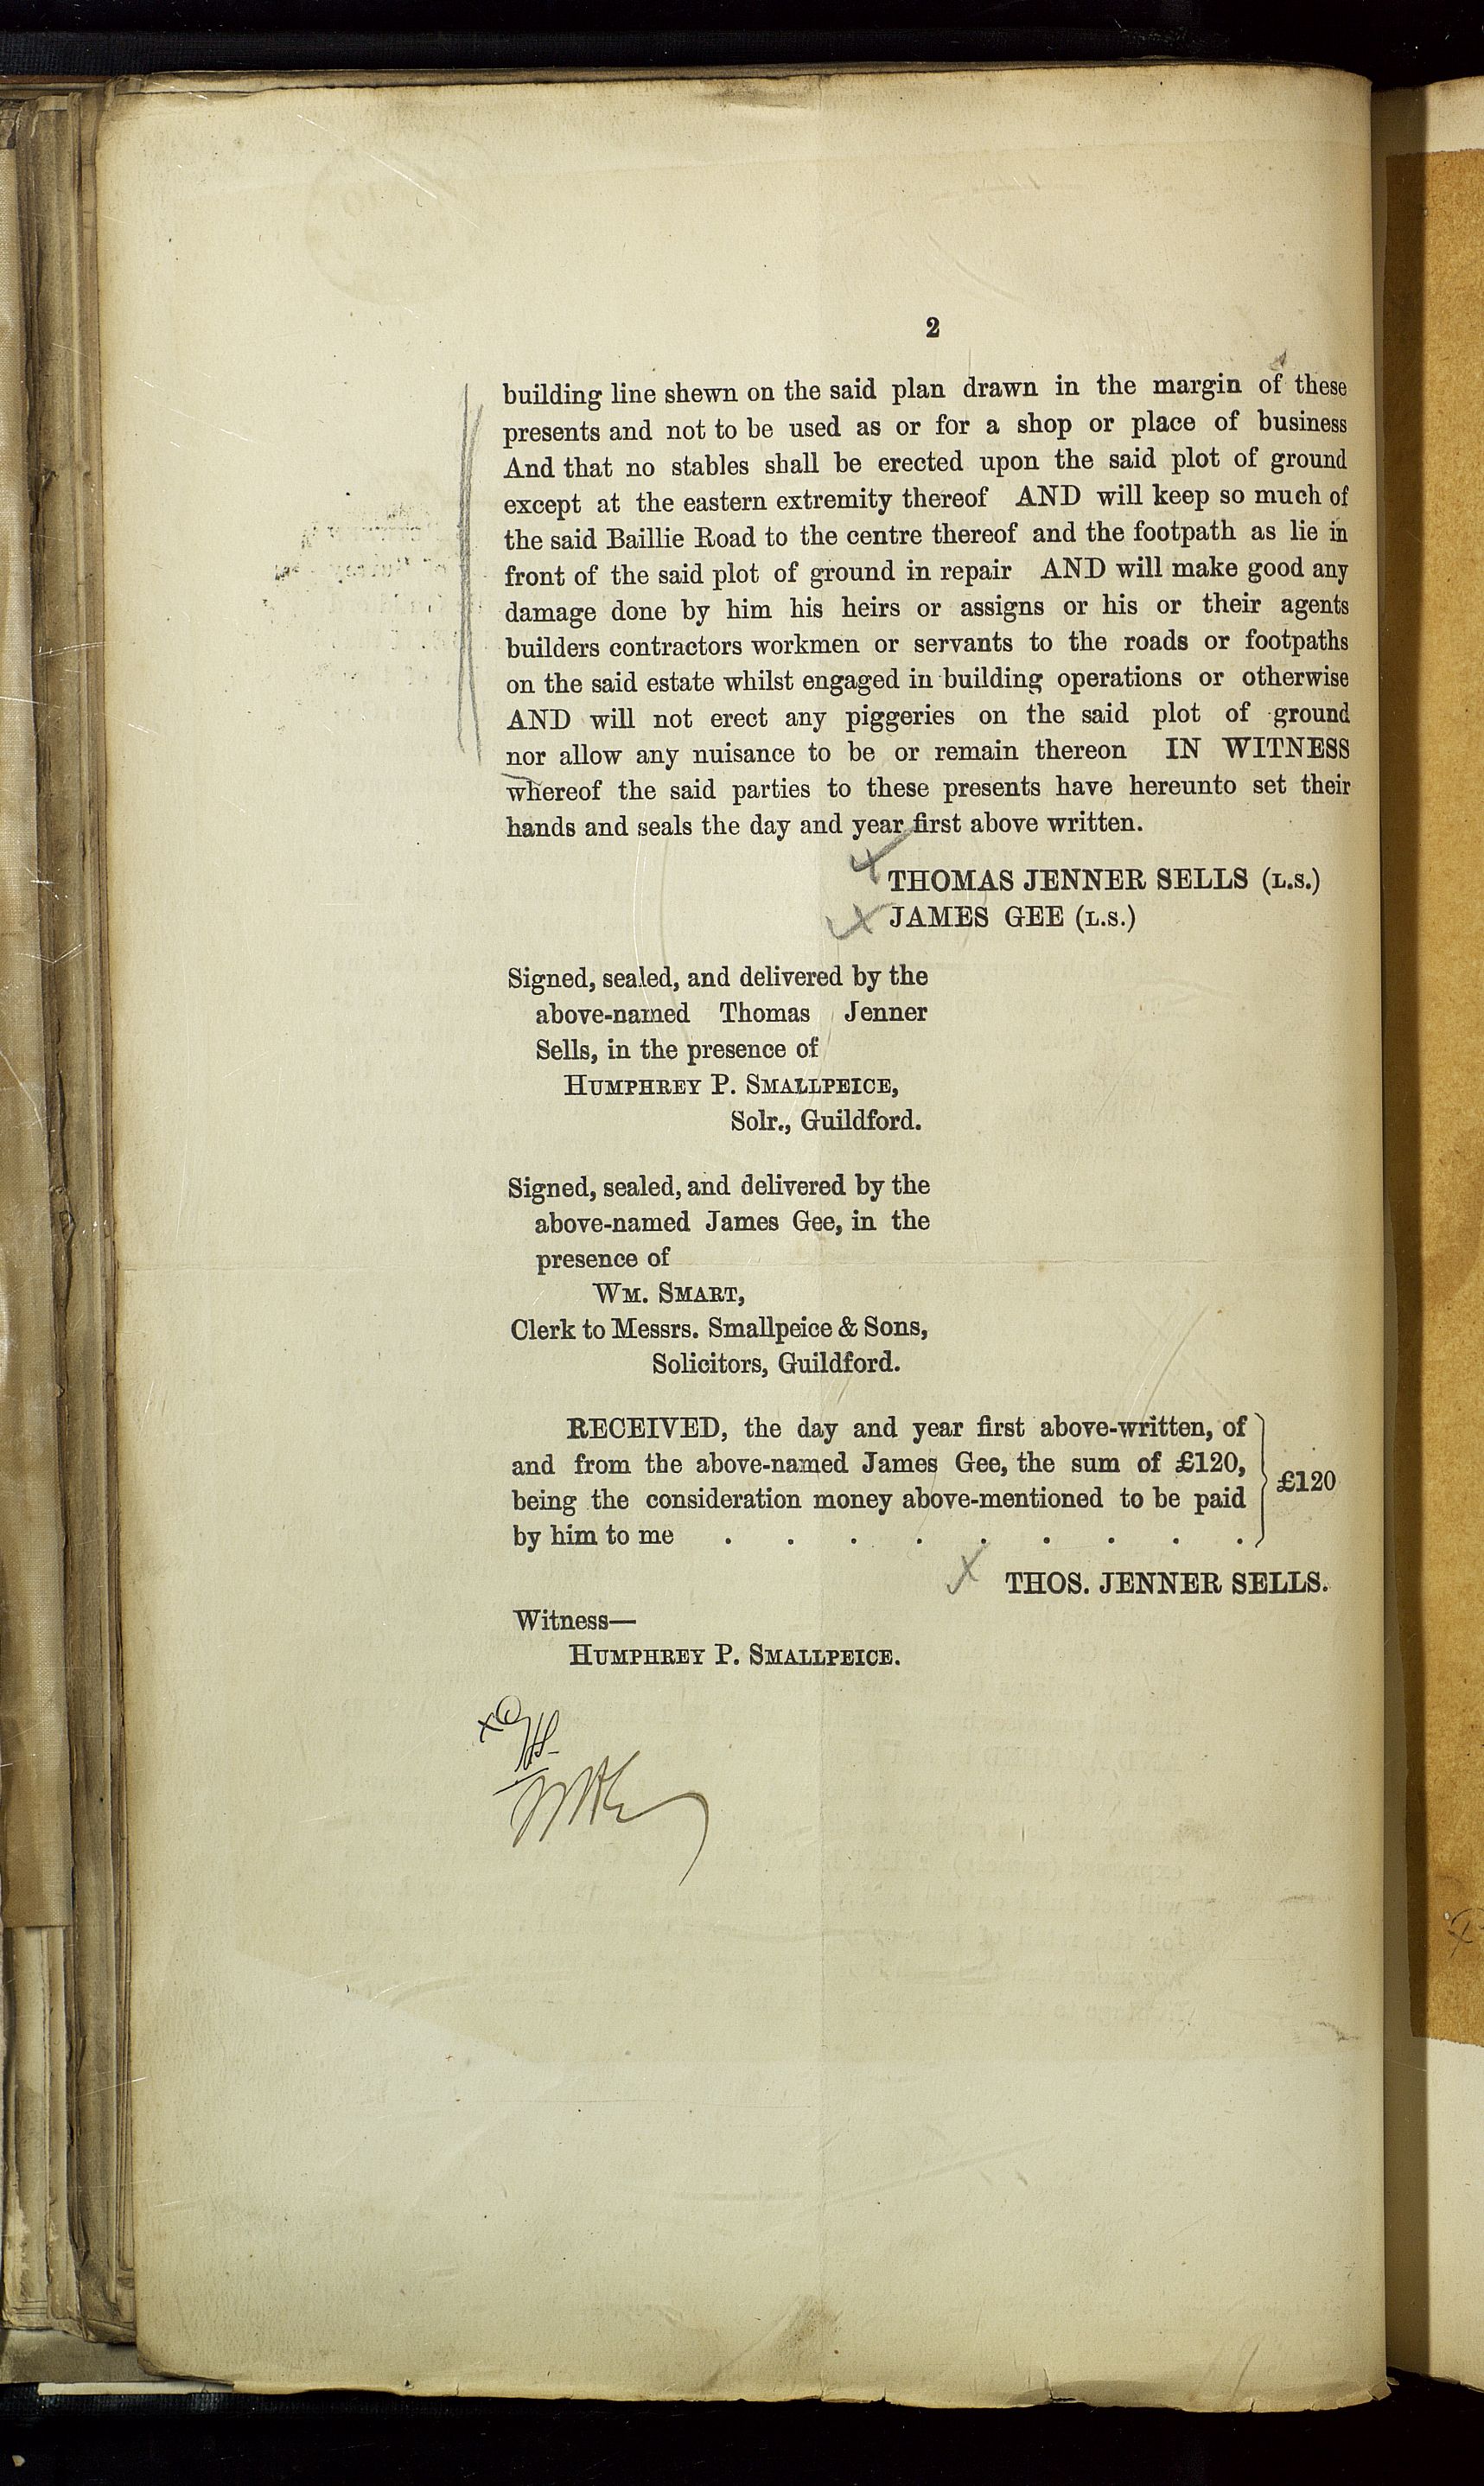 2
building line shewn on the said plan drawn in the margin of these
presents and not to be used as or for a shop or place of business
And that no stables shall be erected upon the said plot of ground
except at the eastern extremity thereof AND will keep so much of
the said Baillie Road to the centre thereof and the footpath as lie in
front of the said plot of ground in repair AND will make good any
damage done by him his heirs or assigns or his or their agents
builders contractors workmen or servants to the roads or footpaths
on the said estate whilst engaged in building operations or otherwise
AND will not erect any piggeries on the said plot of ground
nor allow any nuisance to be or remain thereon IN WITNESS
whereof the said parties to these presents have hereunto set their
hands and seals the day and year first above written.
THOMAS JENNER SELLS (L.S.)
JAMES GEE (L.S.)
Signed, sealed, and delivered by the
above-named Thomas Jenner
Sells, in the presence of
HUMPHREY P. SMALLPEICE,
Solr., Guildford.
Signed, sealed, and delivered by the
above-named James Gee, in the
presence of
WM. SMART,
Clerk to Messrs. Smallpeice & Sons,
Solicitors, Guildford.
RECEIVED, the day and year first above-written, of
and from the above-named James Gee, the sum of £120,
being the consideration money above-mentioned to be paid
by him to me . . . . . . . . .
£120
THOS. JENNER SELLS.
Witness—
HUMPHREY P. SMALLPEICE.